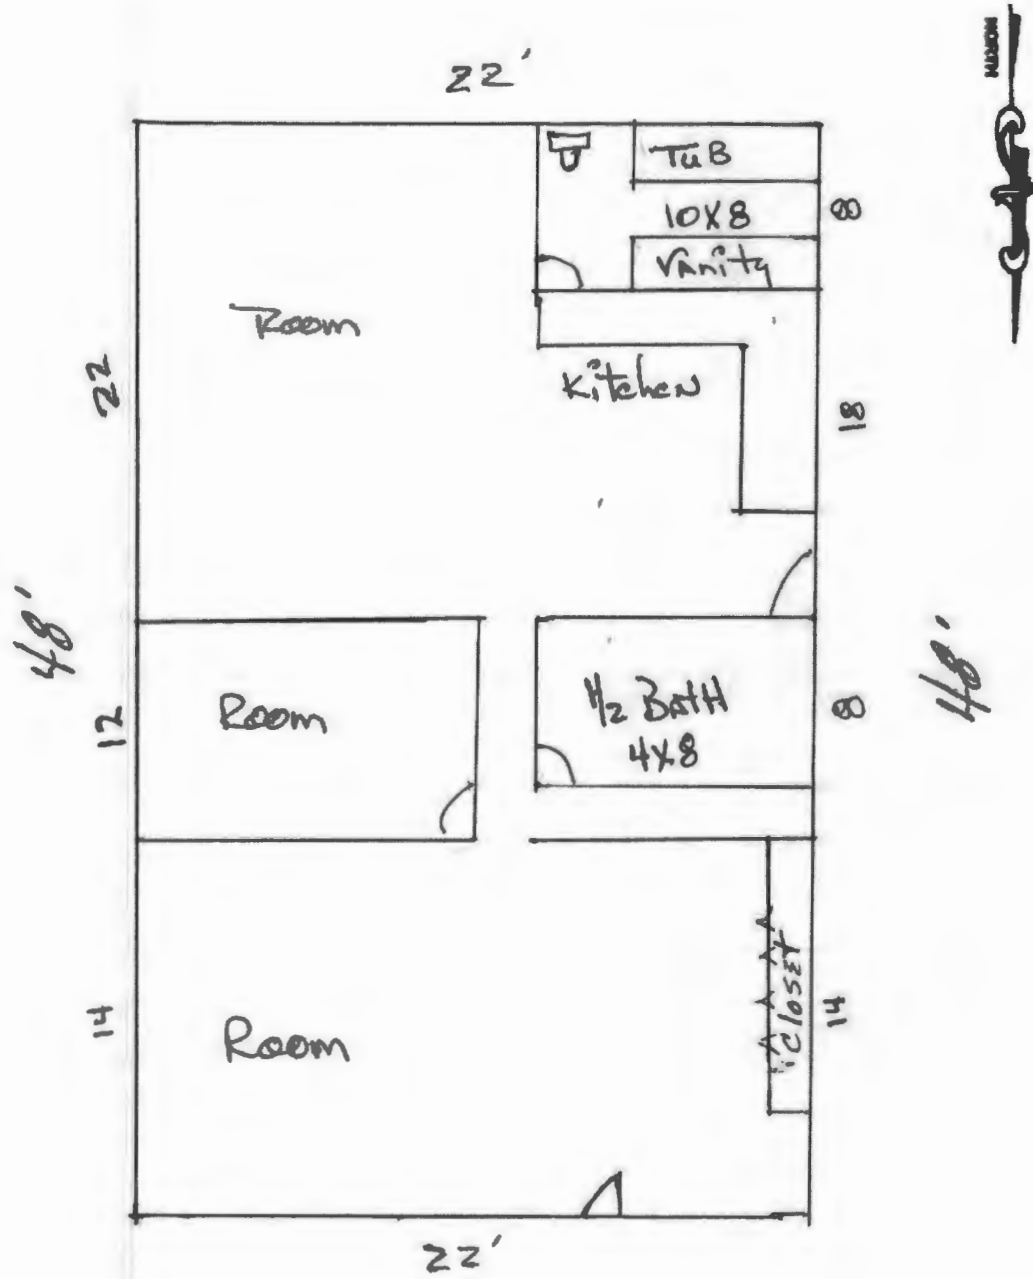 NORTH
22'
TUB
10X8
8
Vanity
Room
Kitchen
22
18
48'
48'
Room
12
1/2 BATH
4X8
8
Room
14
Closet
14
22'